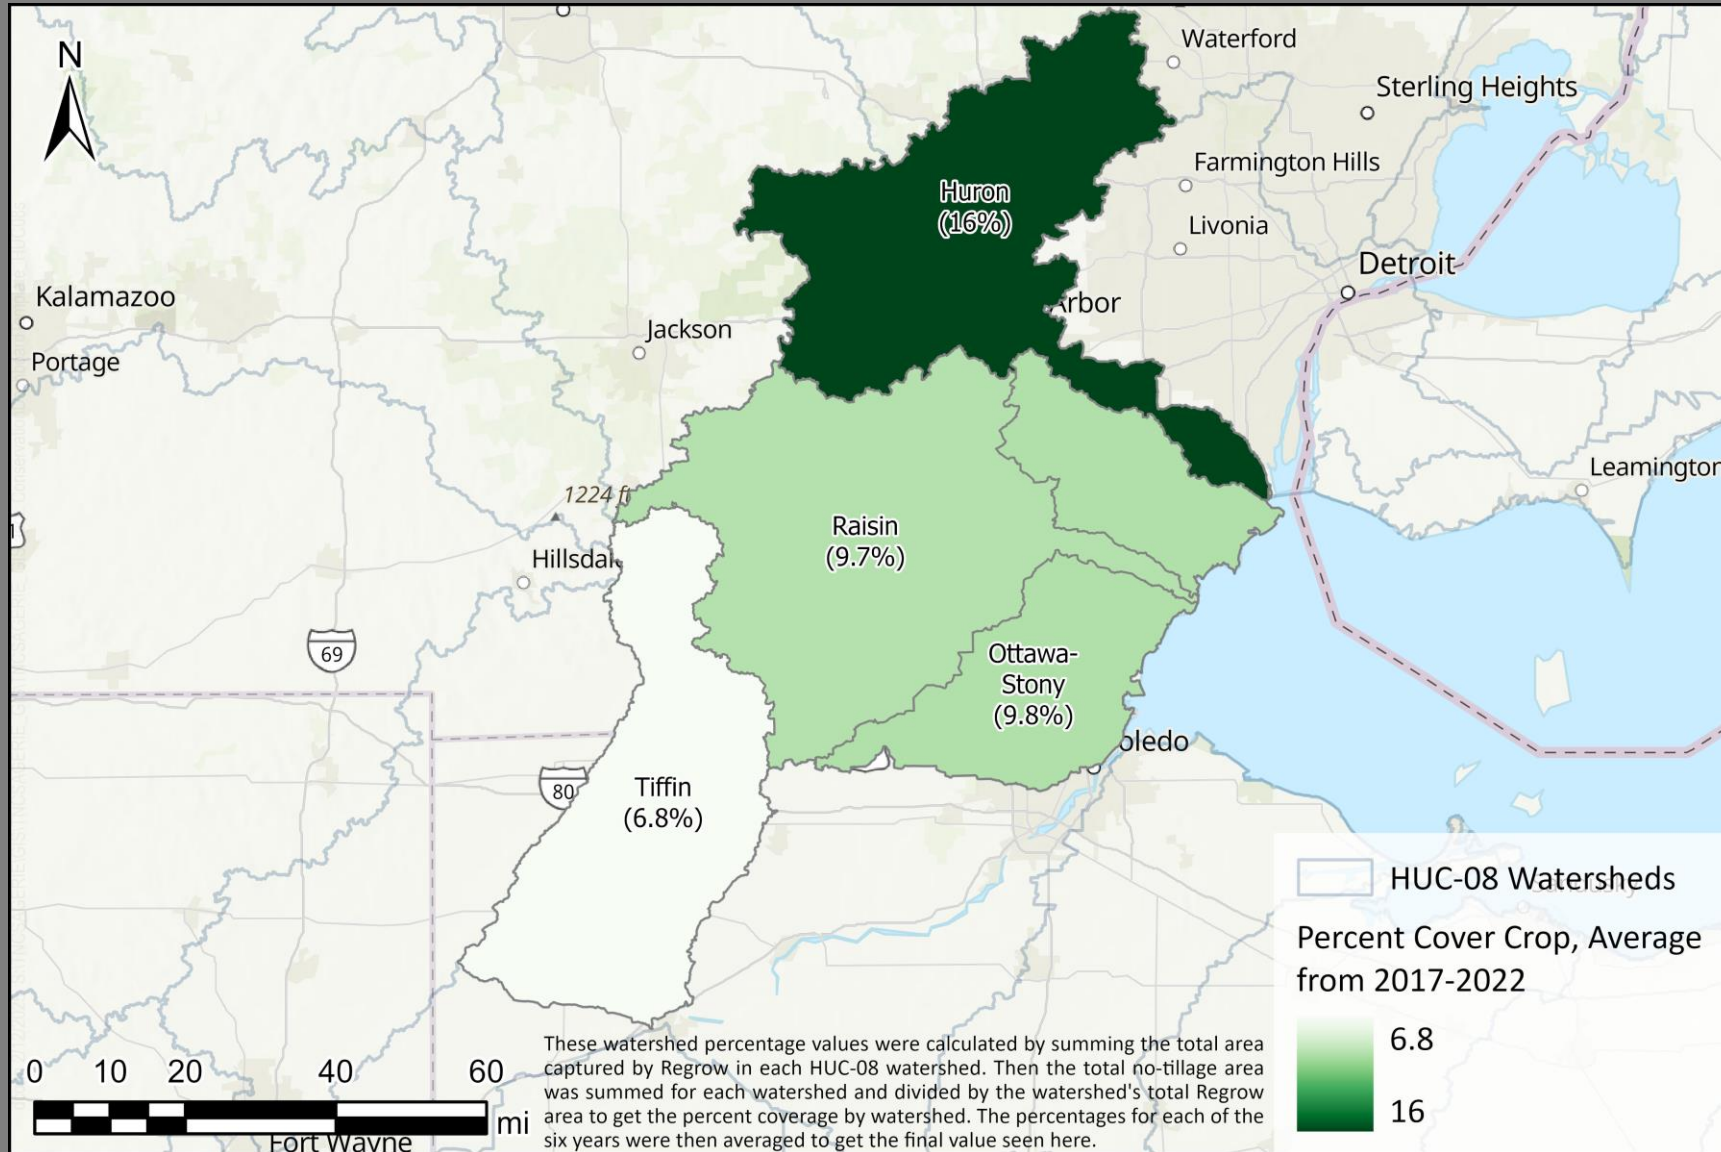 N
Waterford
Sterling Heights
Farmington Hills
Huron
(16%)
Livonia
Detroit
Kalamazoo
Arbor
Jackson
Portage
Leamington
1224 ft
Raisin
(9.7%)
Hillsdal
69
Ottawa-
Stony
(9.8%)
oledo
80
Tiffin
(6.8%)
HUC-08 Watersheds
Percent Cover Crop, Average
from 2017-2022
6.8
16
0 10 20 40 60
mi
Fort Wayne
These watershed percentage values were calculated by summing the total area
captured by Regrow in each HUC-08 watershed. Then the total no-tillage area
was summed for each watershed and divided by the watershed's total Regrow
area to get the percent coverage by watershed. The percentages for each of the
six years were then averaged to get the final value seen here.